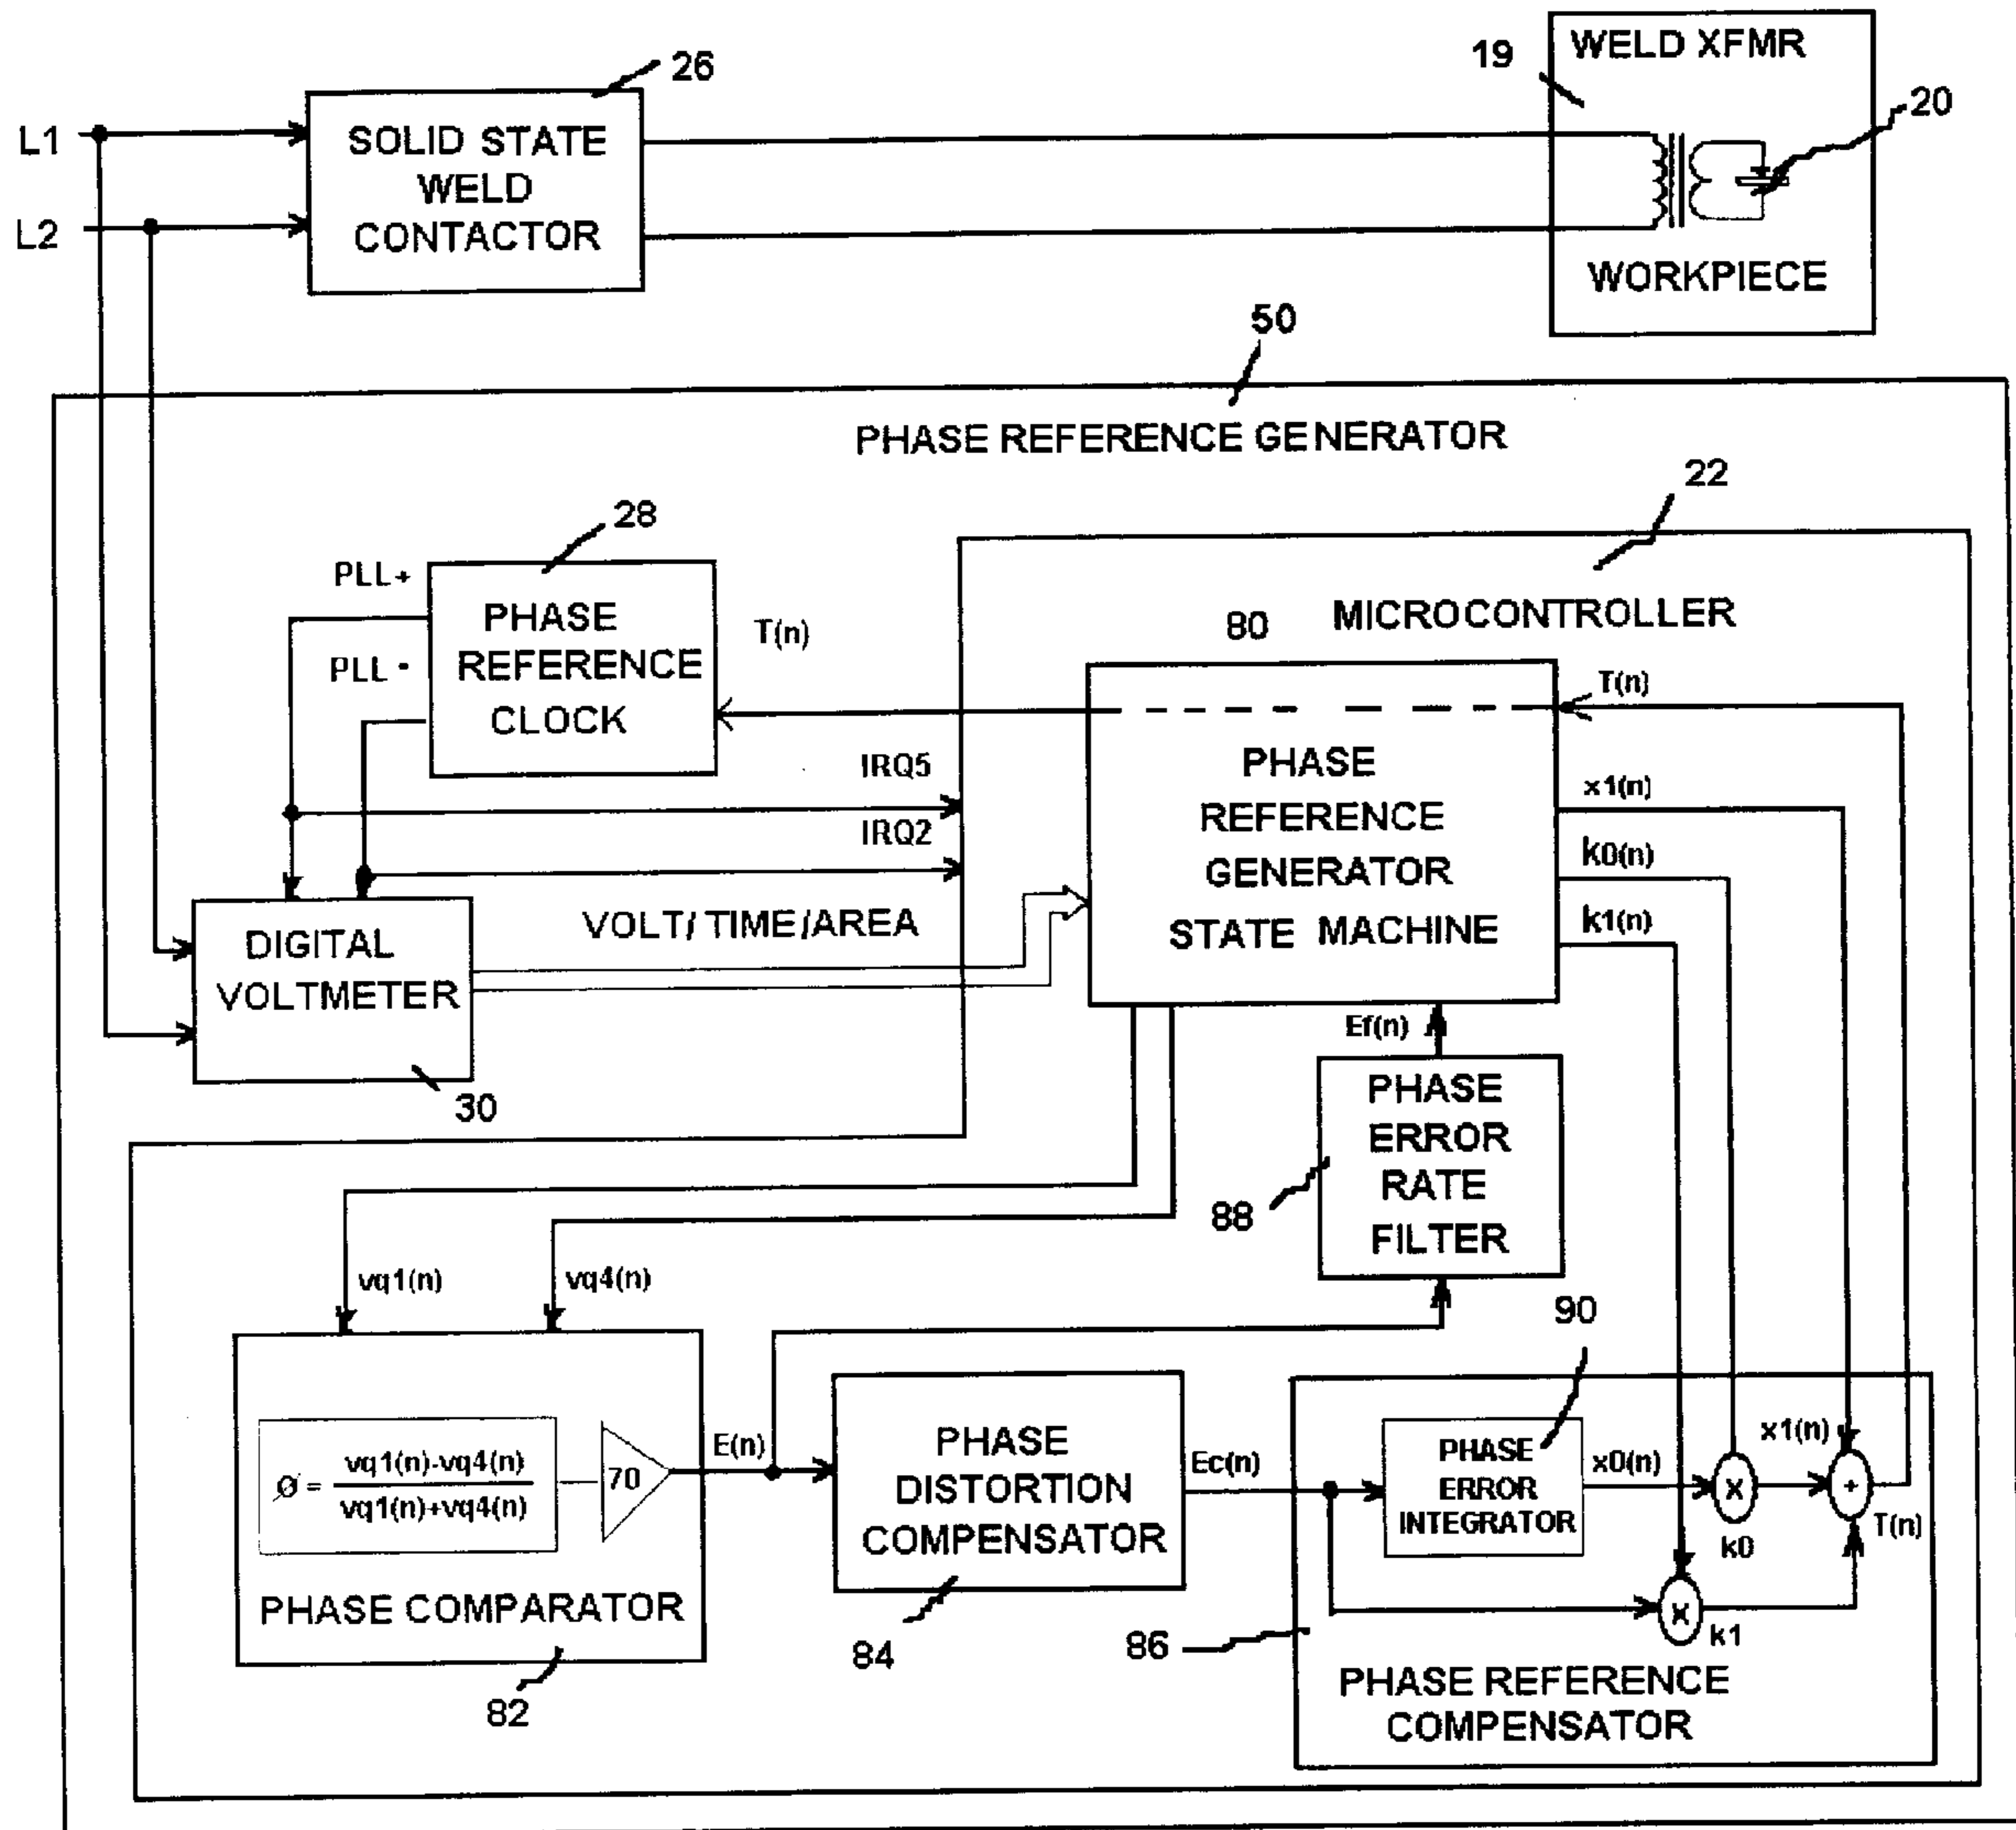 26
19
WELD XFMR
20
L1
SOLID STATE
WELD
CONTACTOR
L2
WORKPIECE
50
PHASE REFERENCE GENERATOR
22
28
PLL+
PHASE
REFERENCE
CLOCK
T(n)
80
MICROCONTROLLER
PLL -
T(n)
IRQ5
PHASE
REFERENCE
GENERATOR
STATE MACHINE
x1(n)
IRQ2
k0(n)
k1(n)
VOLT/ TIME /AREA
DIGITAL
VOLTMETER
Ef(n)
30
PHASE
ERROR
RATE
FILTER
88
vq1(n)
vq4(n)
90
E(n)
PHASE
DISTORTION
COMPENSATOR
Ec(n)
PHASE
ERROR
INTEGRATOR
x0(n)
x1(n)
Ø = vq1(n)-vq4(n)
vq1(n)+vq4(n)
70
X
+
T(n)
k0
PHASE COMPARATOR
X
k1
84
86
82
PHASE REFERENCE
COMPENSATOR